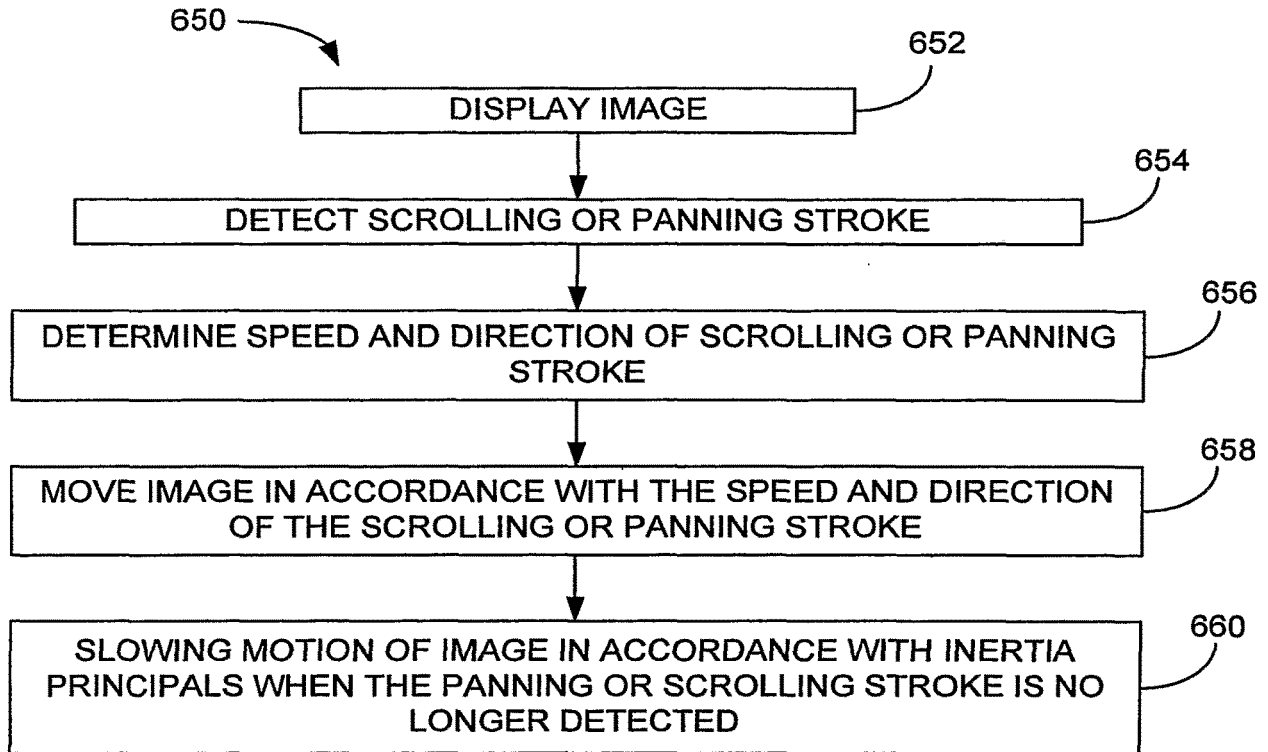 650
652
DISPLAY IMAGE
654
DETECT SCROLLING OR PANNING STROKE
656
DETERMINE SPEED AND DIRECTION OF SCROLLING OR PANNING
STROKE
658
MOVE IMAGE IN ACCORDANCE WITH THE SPEED AND DIRECTION
OF THE SCROLLING OR PANNING STROKE
660
SLOWING MOTION OF IMAGE IN ACCORDANCE WITH INERTIA
PRINCIPALS WHEN THE PANNING OR SCROLLING STROKE IS NO
LONGER DETECTED